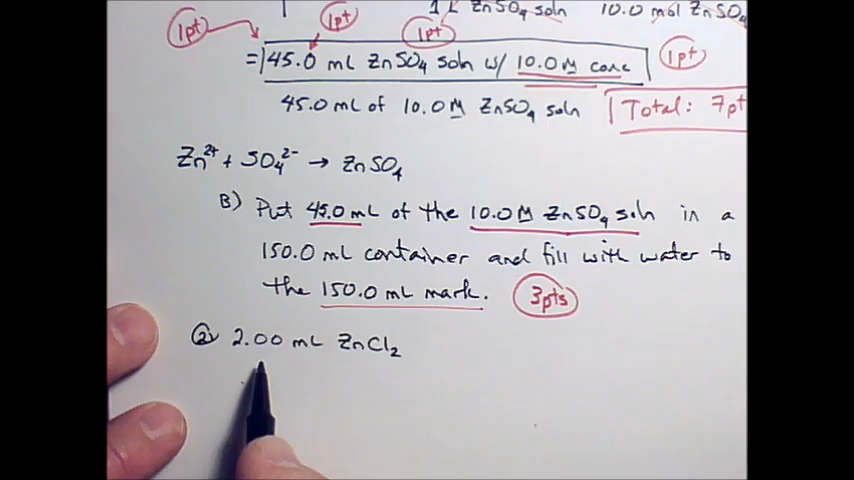 1 L ZnSO4 soln 10.0 mol ZnSO4
1pt 1pt 1pt
= 45.0 mL ZnSO4 soln w/ 10.0 M conc 1pt
45.0 mL of 10.0 M ZnSO4 soln Total: 7pt
Zn²⁺ + SO₄²⁻ → ZnSO₄
B) Put 45.0 mL of the 10.0 M ZnSO4 soln in a
150.0 mL container and fill with water to
the 150.0 mL mark. 3pts
② 2.00 mL ZnCl₂